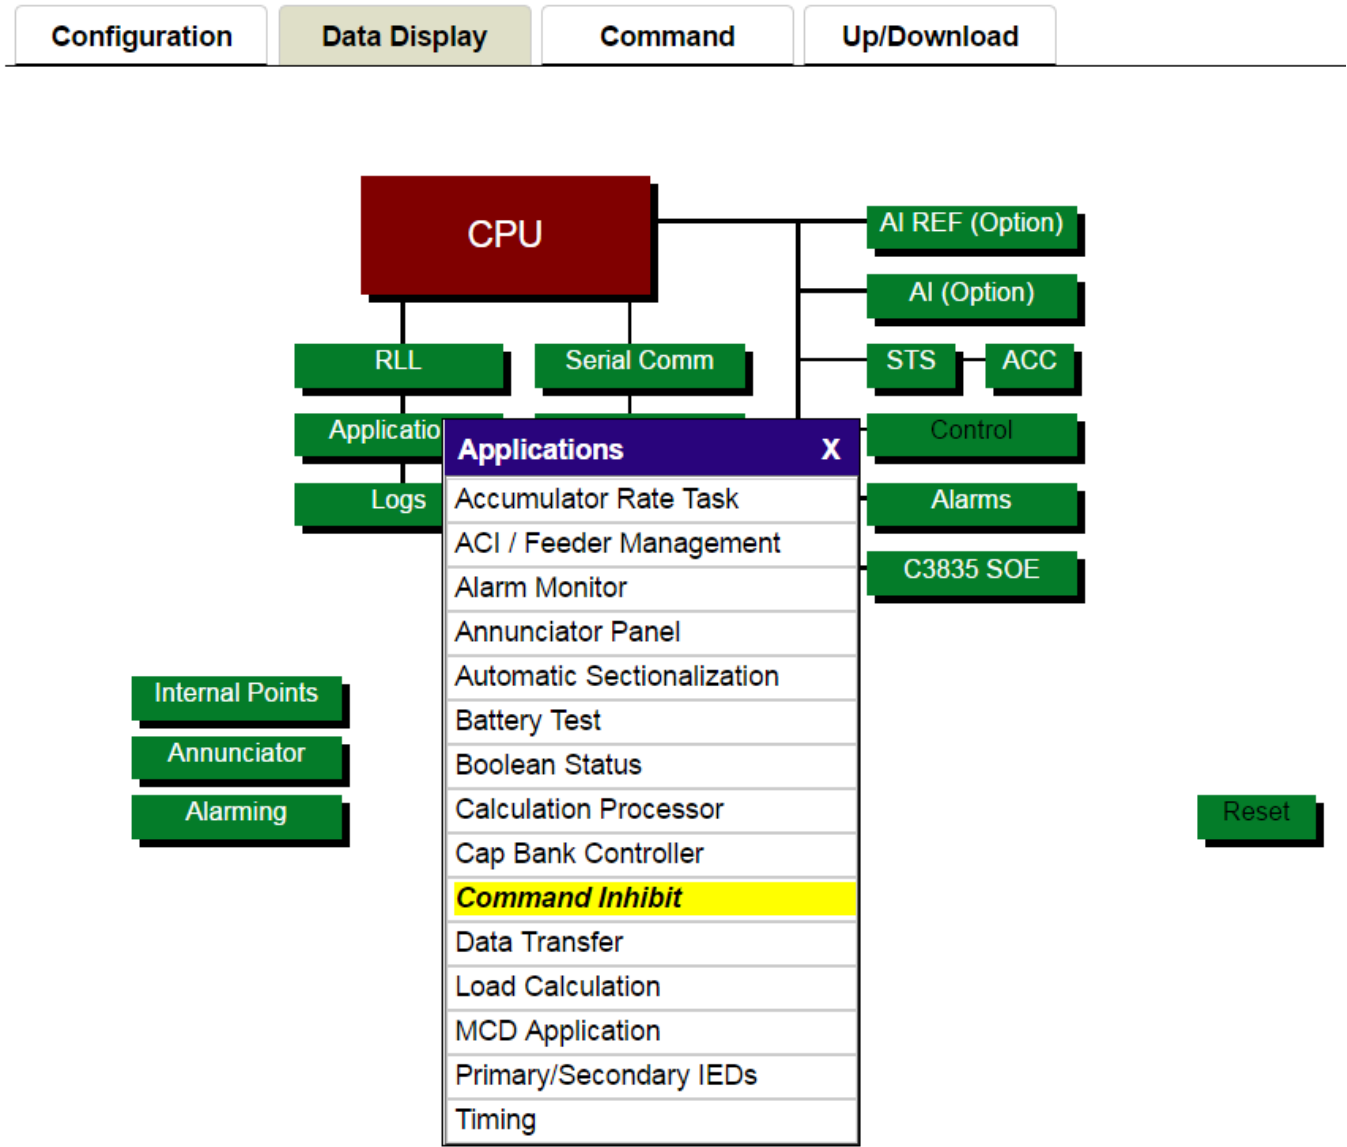 Configuration
Data Display
Command
Up/Download
CPU
AI REF (Option)
AI (Option)
RLL
Serial Comm
STS
ACC
Applicatio
Control
Logs
Alarms
C3835 SOE
Applications X
Accumulator Rate Task
ACI / Feeder Management
Alarm Monitor
Annunciator Panel
Automatic Sectionalization
Battery Test
Boolean Status
Calculation Processor
Cap Bank Controller
Command Inhibit
Data Transfer
Load Calculation
MCD Application
Primary/Secondary IEDs
Timing
Internal Points
Annunciator
Alarming
Reset